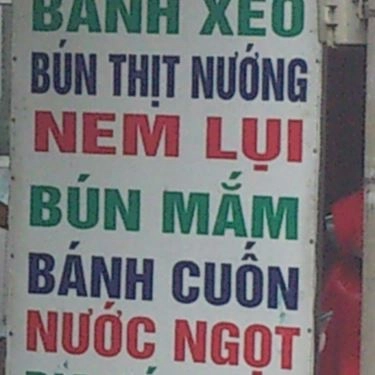 BÁNH XÈO
BÚN THỊT NƯỚNG
NEM LỤI
BÚN MẮM
BÁNH CUỐN
NƯỚC NGỌT